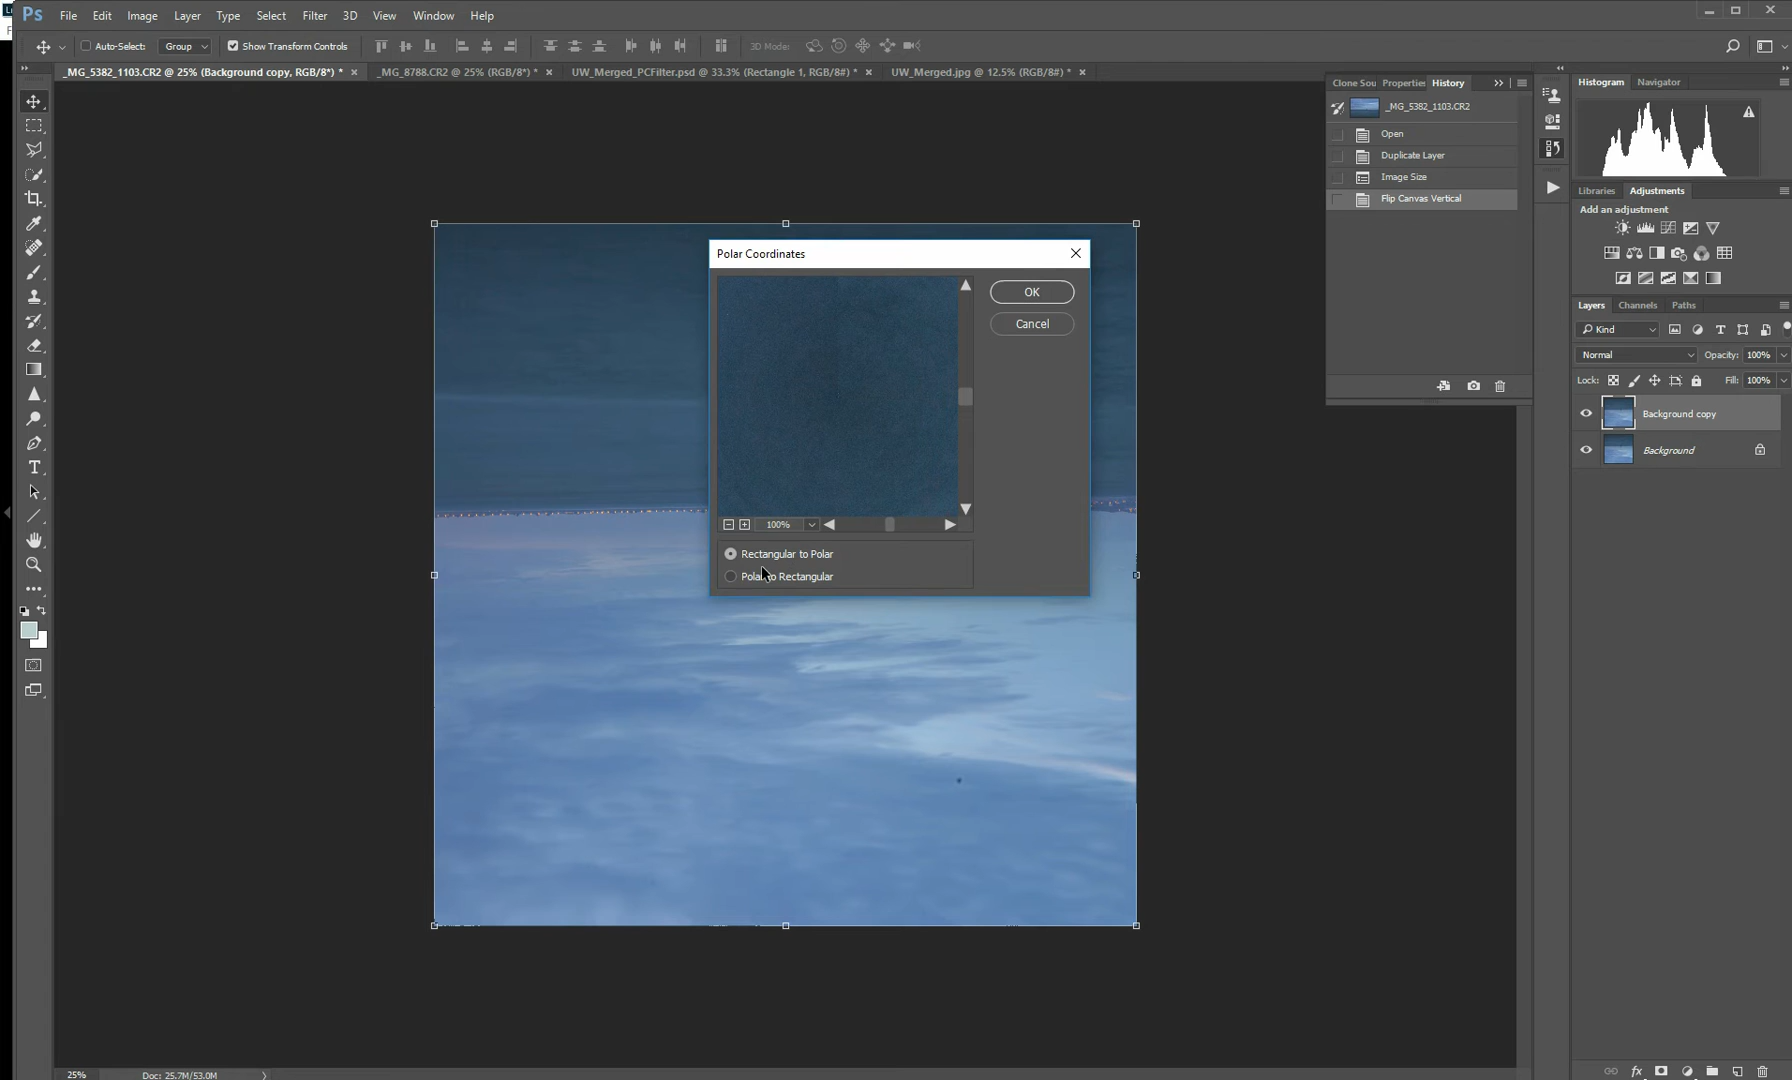 Ps File Edit Image Layer Type Select Filter 3D View Window Help
Auto-Select: Group Show Transform Controls 3D Mode:
_MG_5382_1103.CR2 @ 25% (Background copy, RGB/8*) * × _MG_8788.CR2 @ 25% (RGB/8*) * × UW_Merged_PCFilter.psd @ 33.3% (Rectangle 1, RGB/8#) * × UW_Merged.jpg @ 12.5% (RGB/8#) * ×
Clone Sou Properties History
_MG_5382_1103.CR2
Open
Duplicate Layer
Image Size
Flip Canvas Vertical
Histogram Navigator
Libraries Adjustments
Add an adjustment
Layers Channels Paths
Kind
Normal Opacity: 100%
Lock: Fill: 100%
Background copy
Background
Polar Coordinates
OK
Cancel
100%
Rectangular to Polar
Polar to Rectangular
25% Doc: 25.7M/53.0M
fx